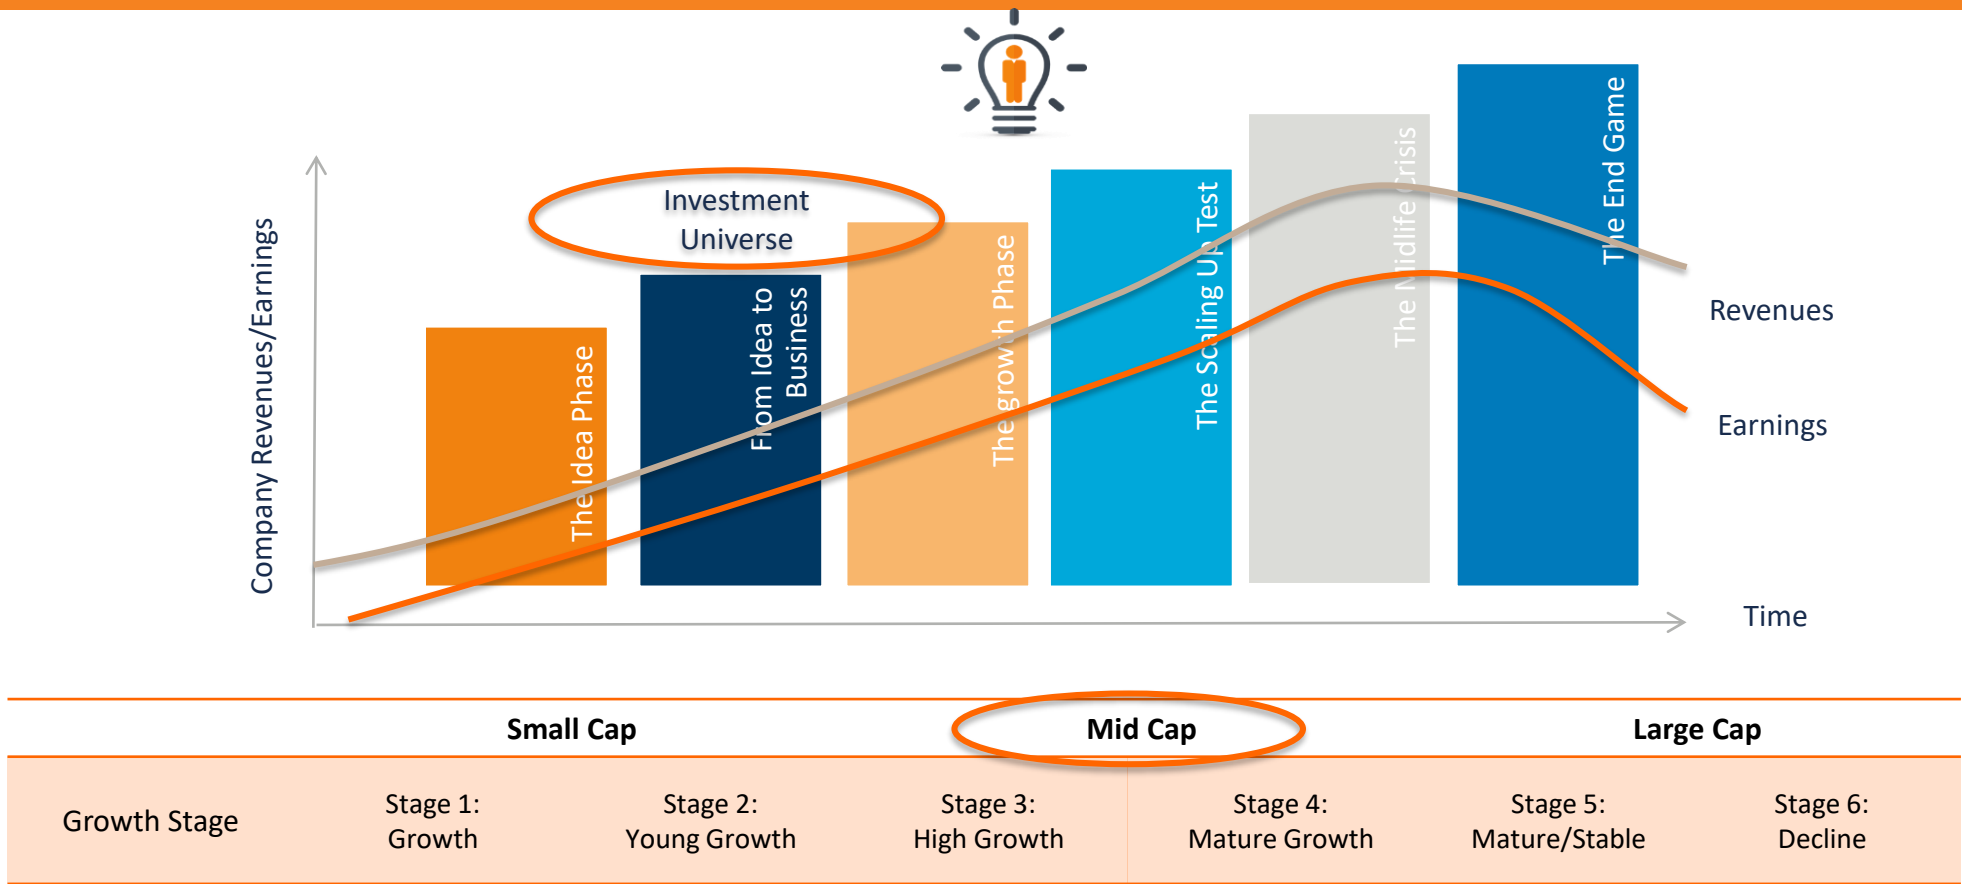 Company Revenues/Earnings
Investment
Universe
The Idea Phase
From Idea to
Business
The growth Phase
The Scaling Up Test
The Midlife Crisis
The End Game
Revenues
Earnings
Time
Small Cap
Mid Cap
Large Cap
Growth Stage
Stage 1:
Growth
Stage 2:
Young Growth
Stage 3:
High Growth
Stage 4:
Mature Growth
Stage 5:
Mature/Stable
Stage 6:
Decline